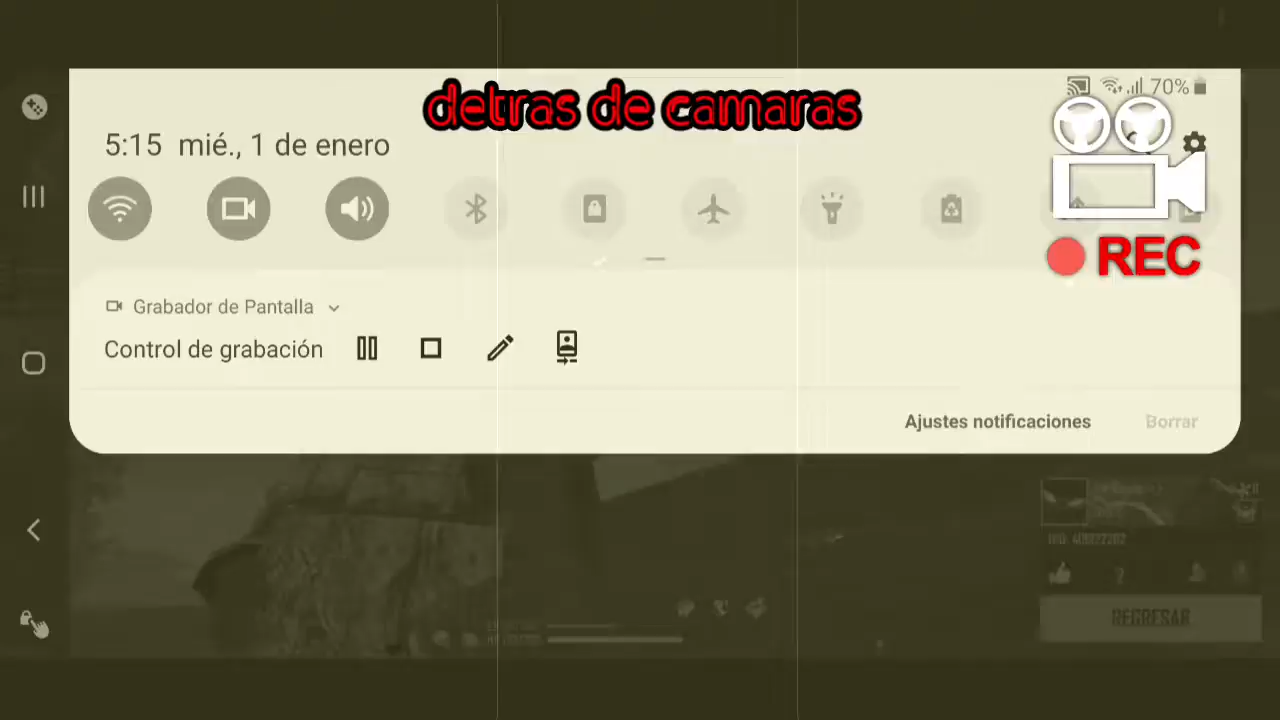 detras de camaras
70%
5:15 mié., 1 de enero
REC
Grabador de Pantalla
Control de grabación
Ajustes notificaciones
Borrar
REGRESAR